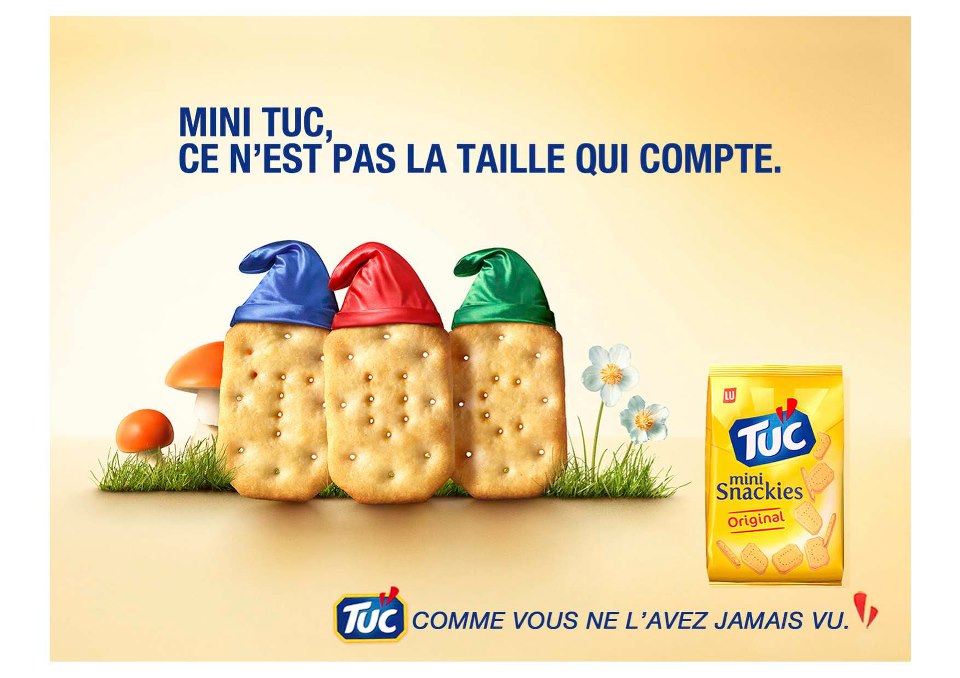 MINI TUC,
CE N'EST PAS LA TAILLE QUI COMPTE.
LU
TUC
mini
Snackies
Original
TUC COMME VOUS NE L'AVEZ JAMAIS VU.